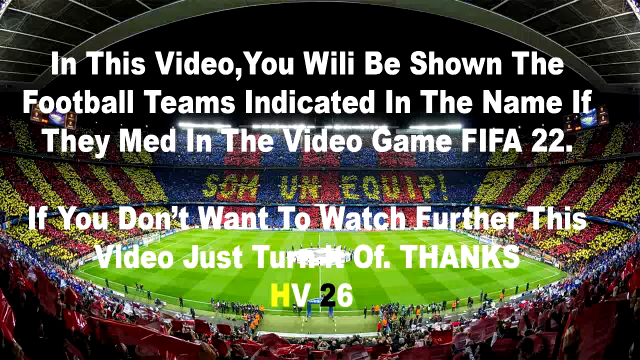 In This Video,You Wili Be Shown The
Football Teams Indicated In The Name If
They Med In The Video Game FIFA 22.
SOM UN EQUIP!
If You Don't Want To Watch Further This
Video Just Turn It Of. THANKS
HV 26